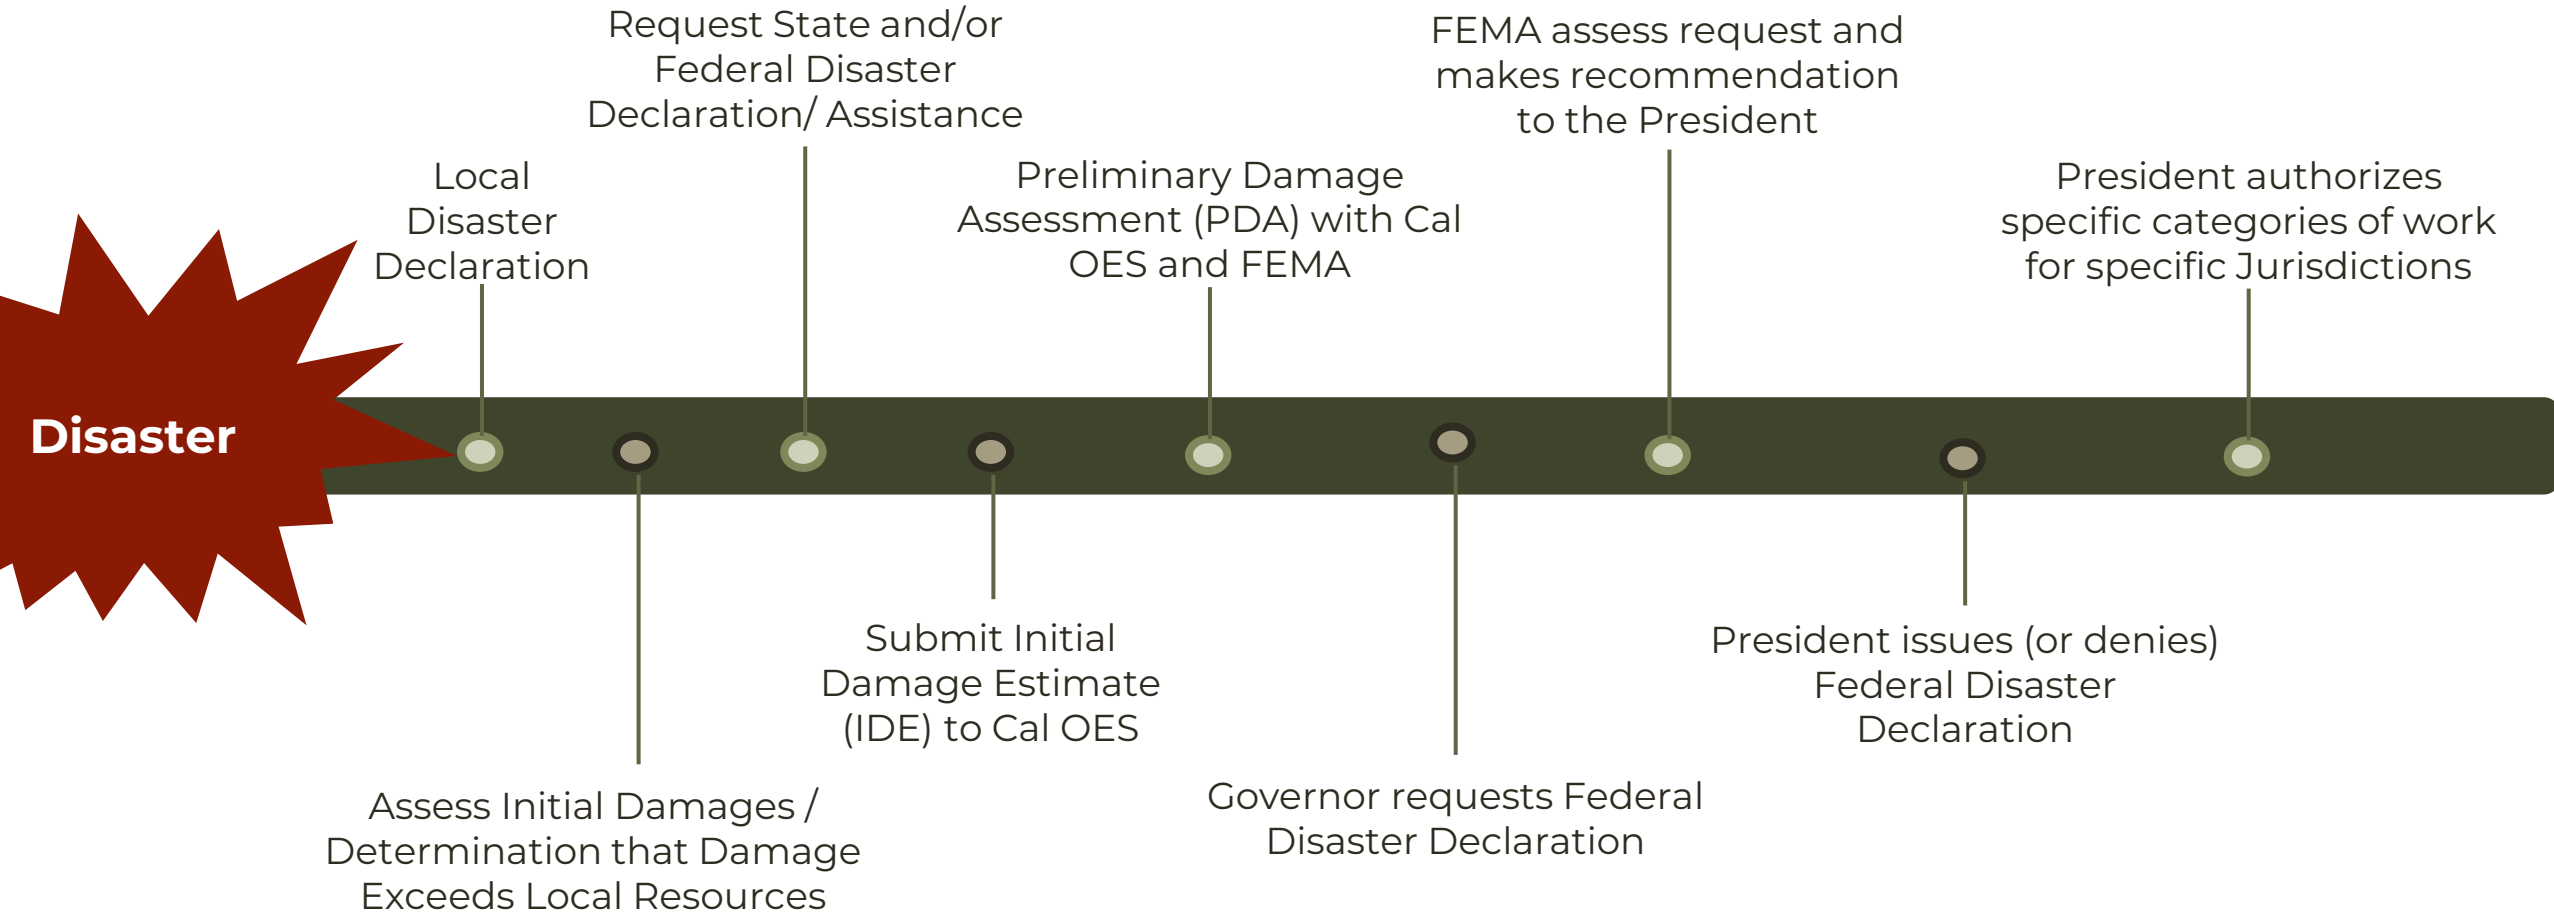 Disaster
Local
Disaster
Declaration
Assess Initial Damages /
Determination that Damage
Exceeds Local Resources
Request State and/or
Federal Disaster
Declaration/ Assistance
Submit Initial
Damage Estimate
(IDE) to Cal OES
Preliminary Damage
Assessment (PDA) with Cal
OES and FEMA
Governor requests Federal
Disaster Declaration
FEMA assess request and
makes recommendation
to the President
President issues (or denies)
Federal Disaster
Declaration
President authorizes
specific categories of work
for specific Jurisdictions